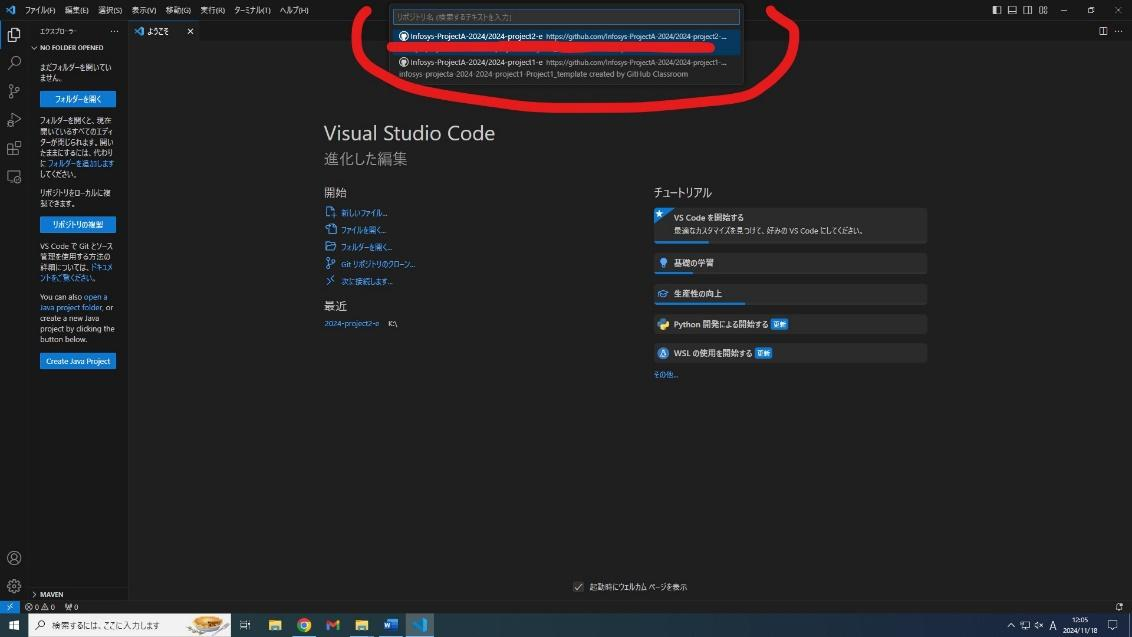 ファイル(F) 編集(E) 選択(S) 表示(V) 移動(G) 実行(R) ターミナル(T) ヘルプ(H)
リポジトリ名 (検索するテキストを入力)
Infosys-ProjectA-2024/2024-project2-e https://github.com/Infosys-ProjectA-2024/2024-project2-...
Infosys-ProjectA-2024/2024-project1-e https://github.com/Infosys-ProjectA-2024/2024-project1-...
infosys-projecta-2024-2024-project1-Project1_template created by GitHub Classroom
エクスプローラー ...
ようこそ
NO FOLDER OPENED
まだフォルダーを開いてい
ません。
フォルダーを開く
フォルダーを開くと、現在
開いているすべてのエディ
ターが閉じられます。開い
たままにするには、代わり
にフォルダーを追加します
してください。
リポジトリをローカルに複
製できます。
リポジトリの複製
VS Code で Git とソース
管理を使用する方法の
詳細については、ドキュメ
ントをご覧ください。
You can also open a
Java project folder, or
create a new Java
project by clicking the
button below.
Create Java Project
Visual Studio Code
進化した編集
開始
新しいファイル...
ファイルを開く...
フォルダーを開く...
Git リポジトリのクローン...
次に接続します...
最近
2024-project2-e K:\
チュートリアル
VS Code を開始する
最適なカスタマイズを見つけて、好みの VS Code にしてください。
基礎の学習
生産性の向上
Python 開発による開始する 更新
WSL の使用を開始する 更新
その他...
起動時にウェルカム ページを表示
MAVEN
0 0 0
検索するには、ここに入力します
A
12:05
2024/11/18